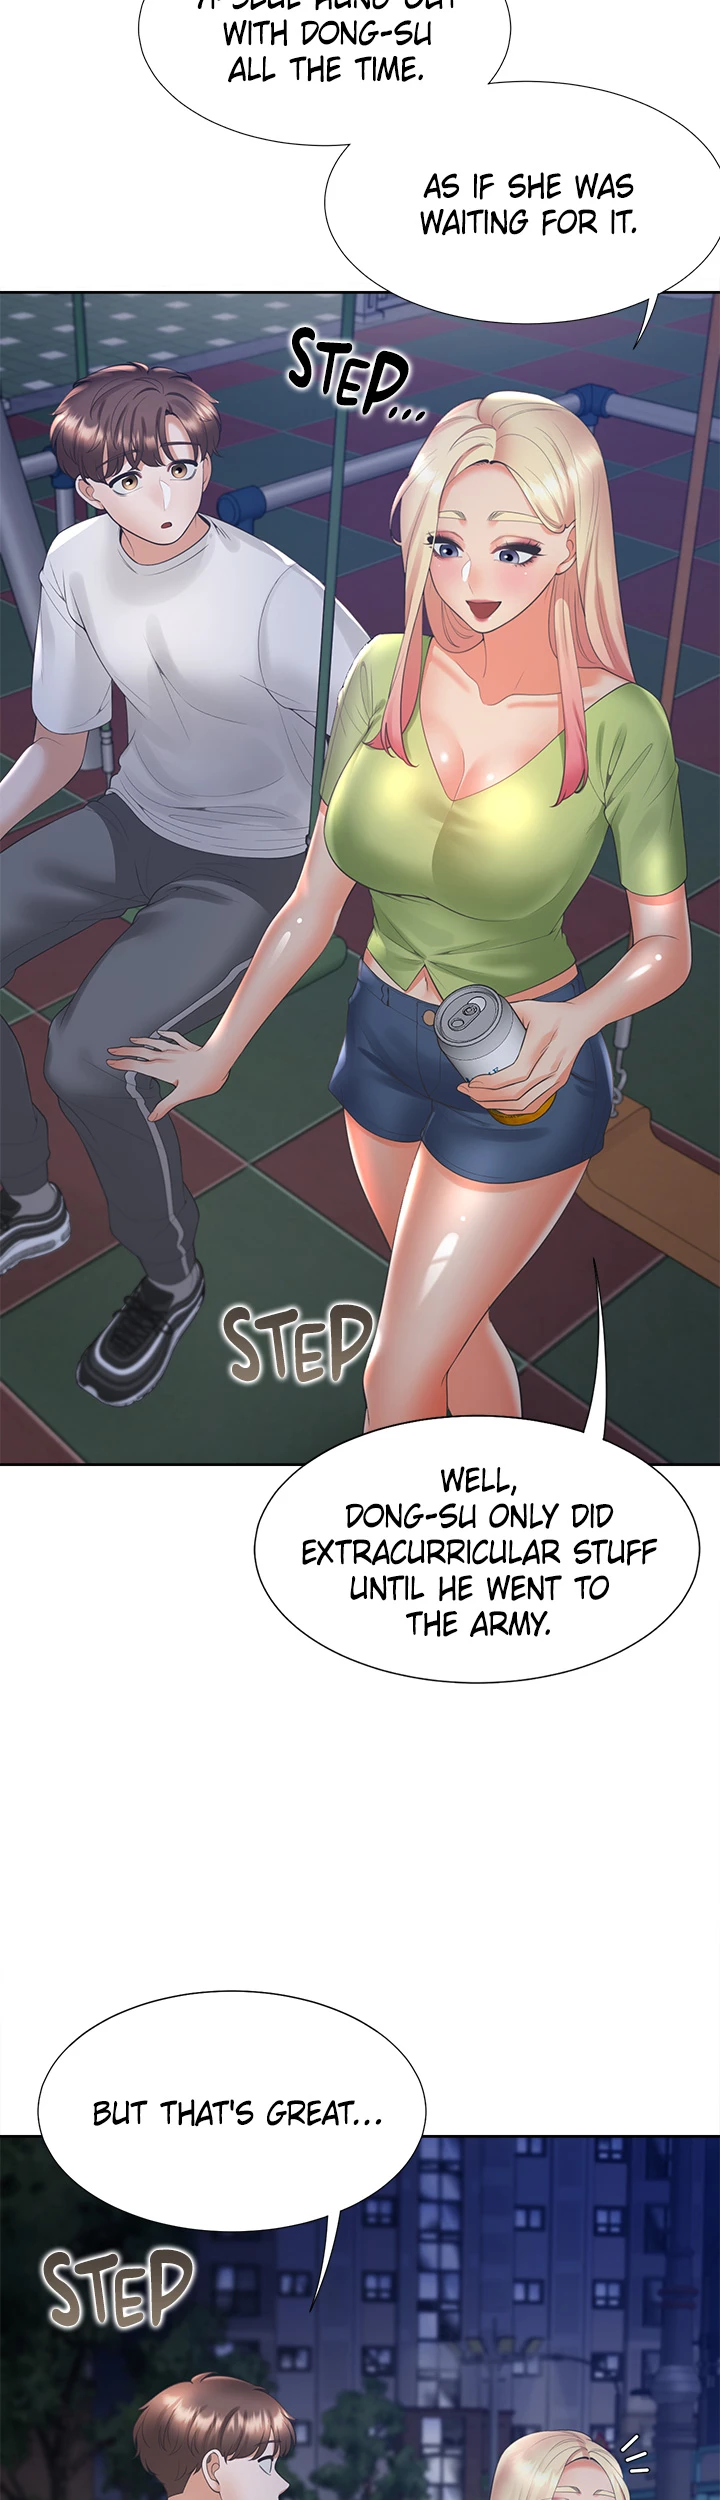 WITH DONG-SU
ALL THE TIME.
AS IF SHE WAS
WAITING FOR IT.
STEP...
STEP
WELL,
DONG-SU ONLY DID
EXTRACURRICULAR STUFF
UNTIL HE WENT TO
THE ARMY.
BUT THAT'S GREAT...
STEP